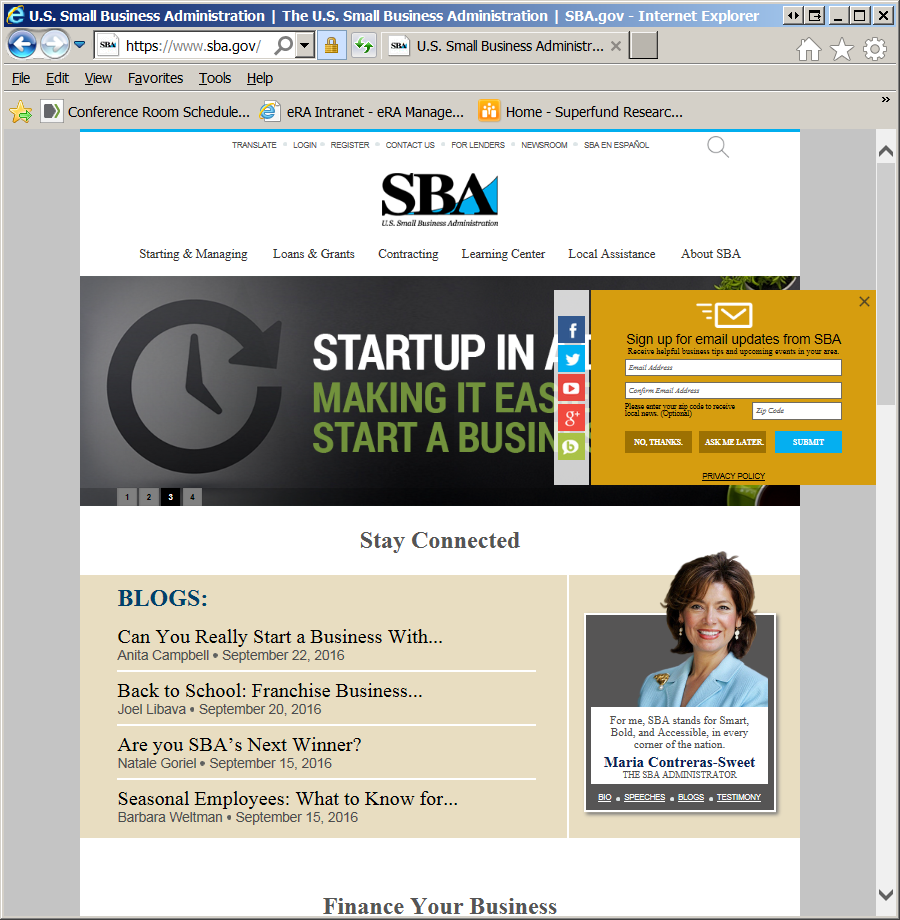 U.S. Small Business Administration | The U.S. Small Business Administration | SBA.gov - Internet Explorer
SBA https://www.sba.gov/ SBA U.S. Small Business Administr...
File Edit View Favorites Tools Help
Conference Room Schedule... eRA Intranet - eRA Manage... Home - Superfund Researc...
TRANSLATE • LOGIN • REGISTER • CONTACT US • FOR LENDERS • NEWSROOM • SBA EN ESPAÑOL
SBA
U.S. Small Business Administration
Starting & Managing Loans & Grants Contracting Learning Center Local Assistance About SBA
STARTUP IN A
MAKING IT EAS
START A BUSIN
1 2 3 4
Sign up for email updates from SBA
Receive helpful business tips and upcoming events in your area.
Email Address
Confirm Email Address
Please enter your zip code to receive
local news. (Optional)
Zip Code
NO, THANKS. ASK ME LATER. SUBMIT
PRIVACY POLICY
Stay Connected
BLOGS:
Can You Really Start a Business With...
Anita Campbell • September 22, 2016
Back to School: Franchise Business...
Joel Libava • September 20, 2016
Are you SBA's Next Winner?
Natale Goriel • September 15, 2016
Seasonal Employees: What to Know for...
Barbara Weltman • September 15, 2016
For me, SBA stands for Smart,
Bold, and Accessible, in every
corner of the nation.
Maria Contreras-Sweet
THE SBA ADMINISTRATOR
BIO • SPEECHES • BLOGS • TESTIMONY
Finance Your Business